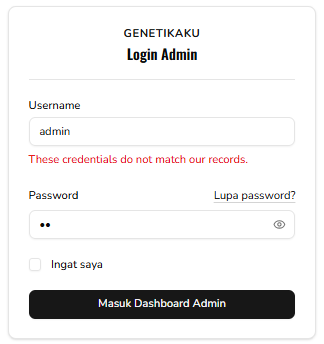 GENETIKAKU
Login Admin
Username
admin
These credentials do not match our records.
Password
Lupa password?
••
Ingat saya
Masuk Dashboard Admin